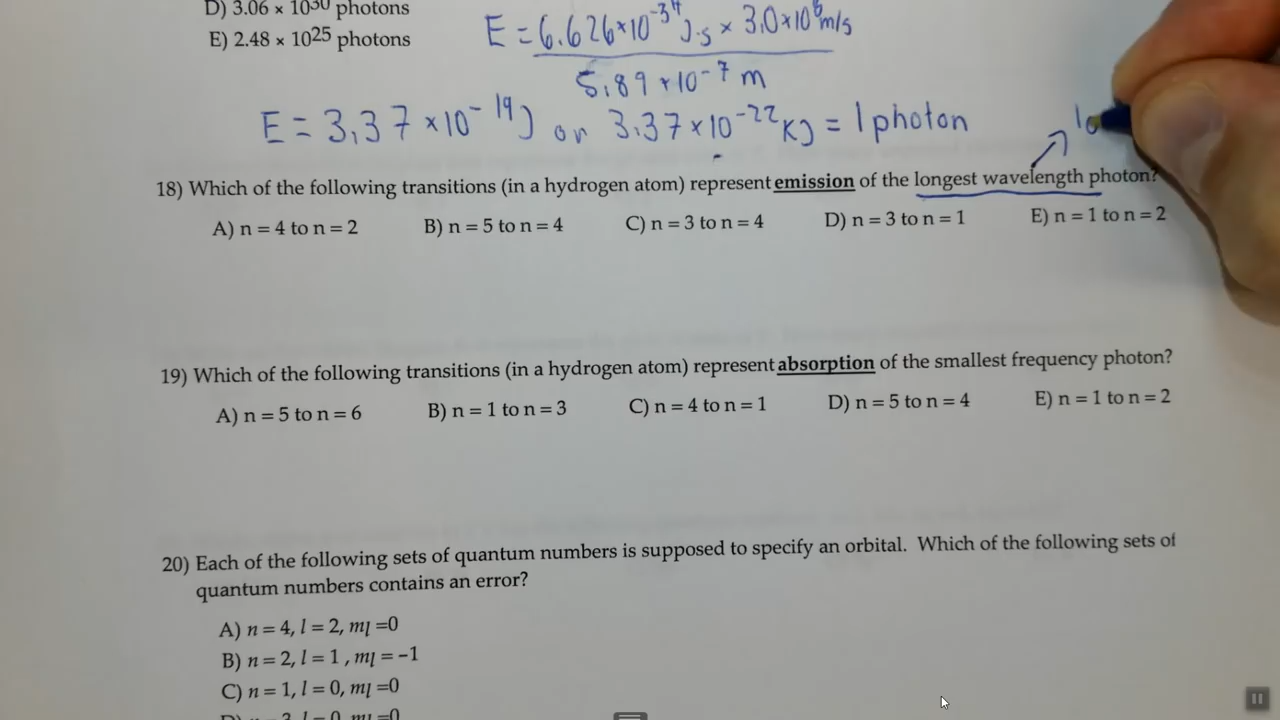 D) 3.06 × 10³⁰ photons
E) 2.48 × 10²⁵ photons
E = 6.626×10⁻³⁴ J·s × 3.0×10⁸ m/s
5.89 × 10⁻⁷ m
E = 3.37 × 10⁻¹⁹ J or 3.37 × 10⁻²² KJ = 1 photon
lo
18) Which of the following transitions (in a hydrogen atom) represent emission of the longest wavelength photon?
A) n = 4 to n = 2 B) n = 5 to n = 4 C) n = 3 to n = 4 D) n = 3 to n = 1 E) n = 1 to n = 2
19) Which of the following transitions (in a hydrogen atom) represent absorption of the smallest frequency photon?
A) n = 5 to n = 6 B) n = 1 to n = 3 C) n = 4 to n = 1 D) n = 5 to n = 4 E) n = 1 to n = 2
20) Each of the following sets of quantum numbers is supposed to specify an orbital. Which of the following sets of
quantum numbers contains an error?
A) n = 4, l = 2, ml =0
B) n = 2, l = 1 , ml = −1
C) n = 1, l = 0, ml =0